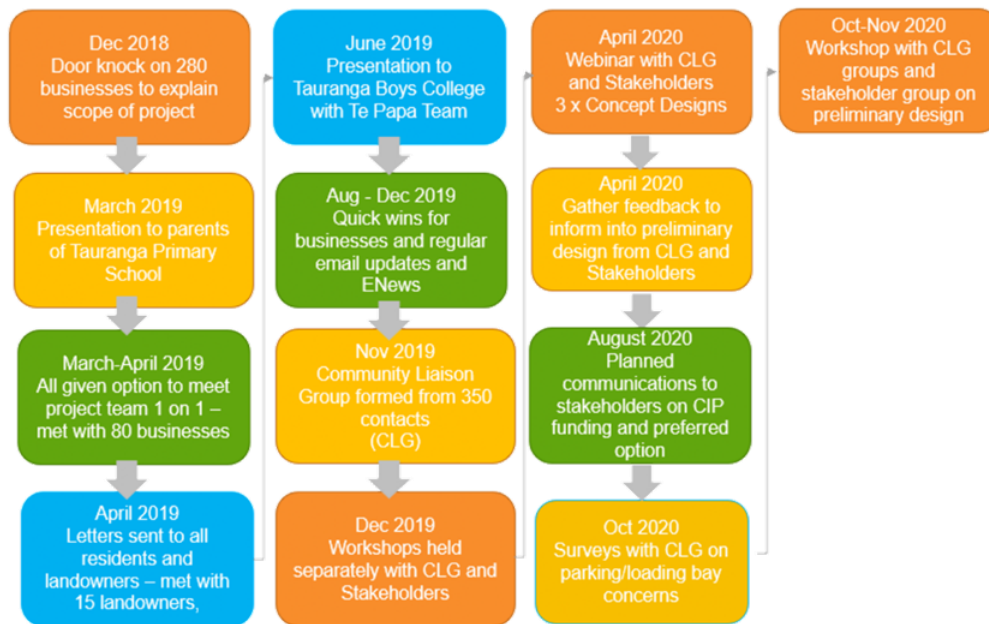 Dec 2018
Door knock on 280
businesses to explain
scope of project
March 2019
Presentation to parents
of Tauranga Primary
School
March-April 2019
All given option to meet
project team 1 on 1 –
met with 80 businesses
April 2019
Letters sent to all
residents and
landowners – met with
15 landowners,
June 2019
Presentation to
Tauranga Boys College
with Te Papa Team
Aug - Dec 2019
Quick wins for
businesses and regular
email updates and
ENews
Nov 2019
Community Liaison
Group formed from 350
contacts
(CLG)
Dec 2019
Workshops held
separately with CLG and
Stakeholders
April 2020
Webinar with CLG
and Stakeholders
3 x Concept Designs
April 2020
Gather feedback to
inform into preliminary
design from CLG and
Stakeholders
August 2020
Planned
communications to
stakeholders on CIP
funding and preferred
option
Oct 2020
Surveys with CLG on
parking/loading bay
concerns
Oct-Nov 2020
Workshop with CLG
groups and
stakeholder group on
preliminary design